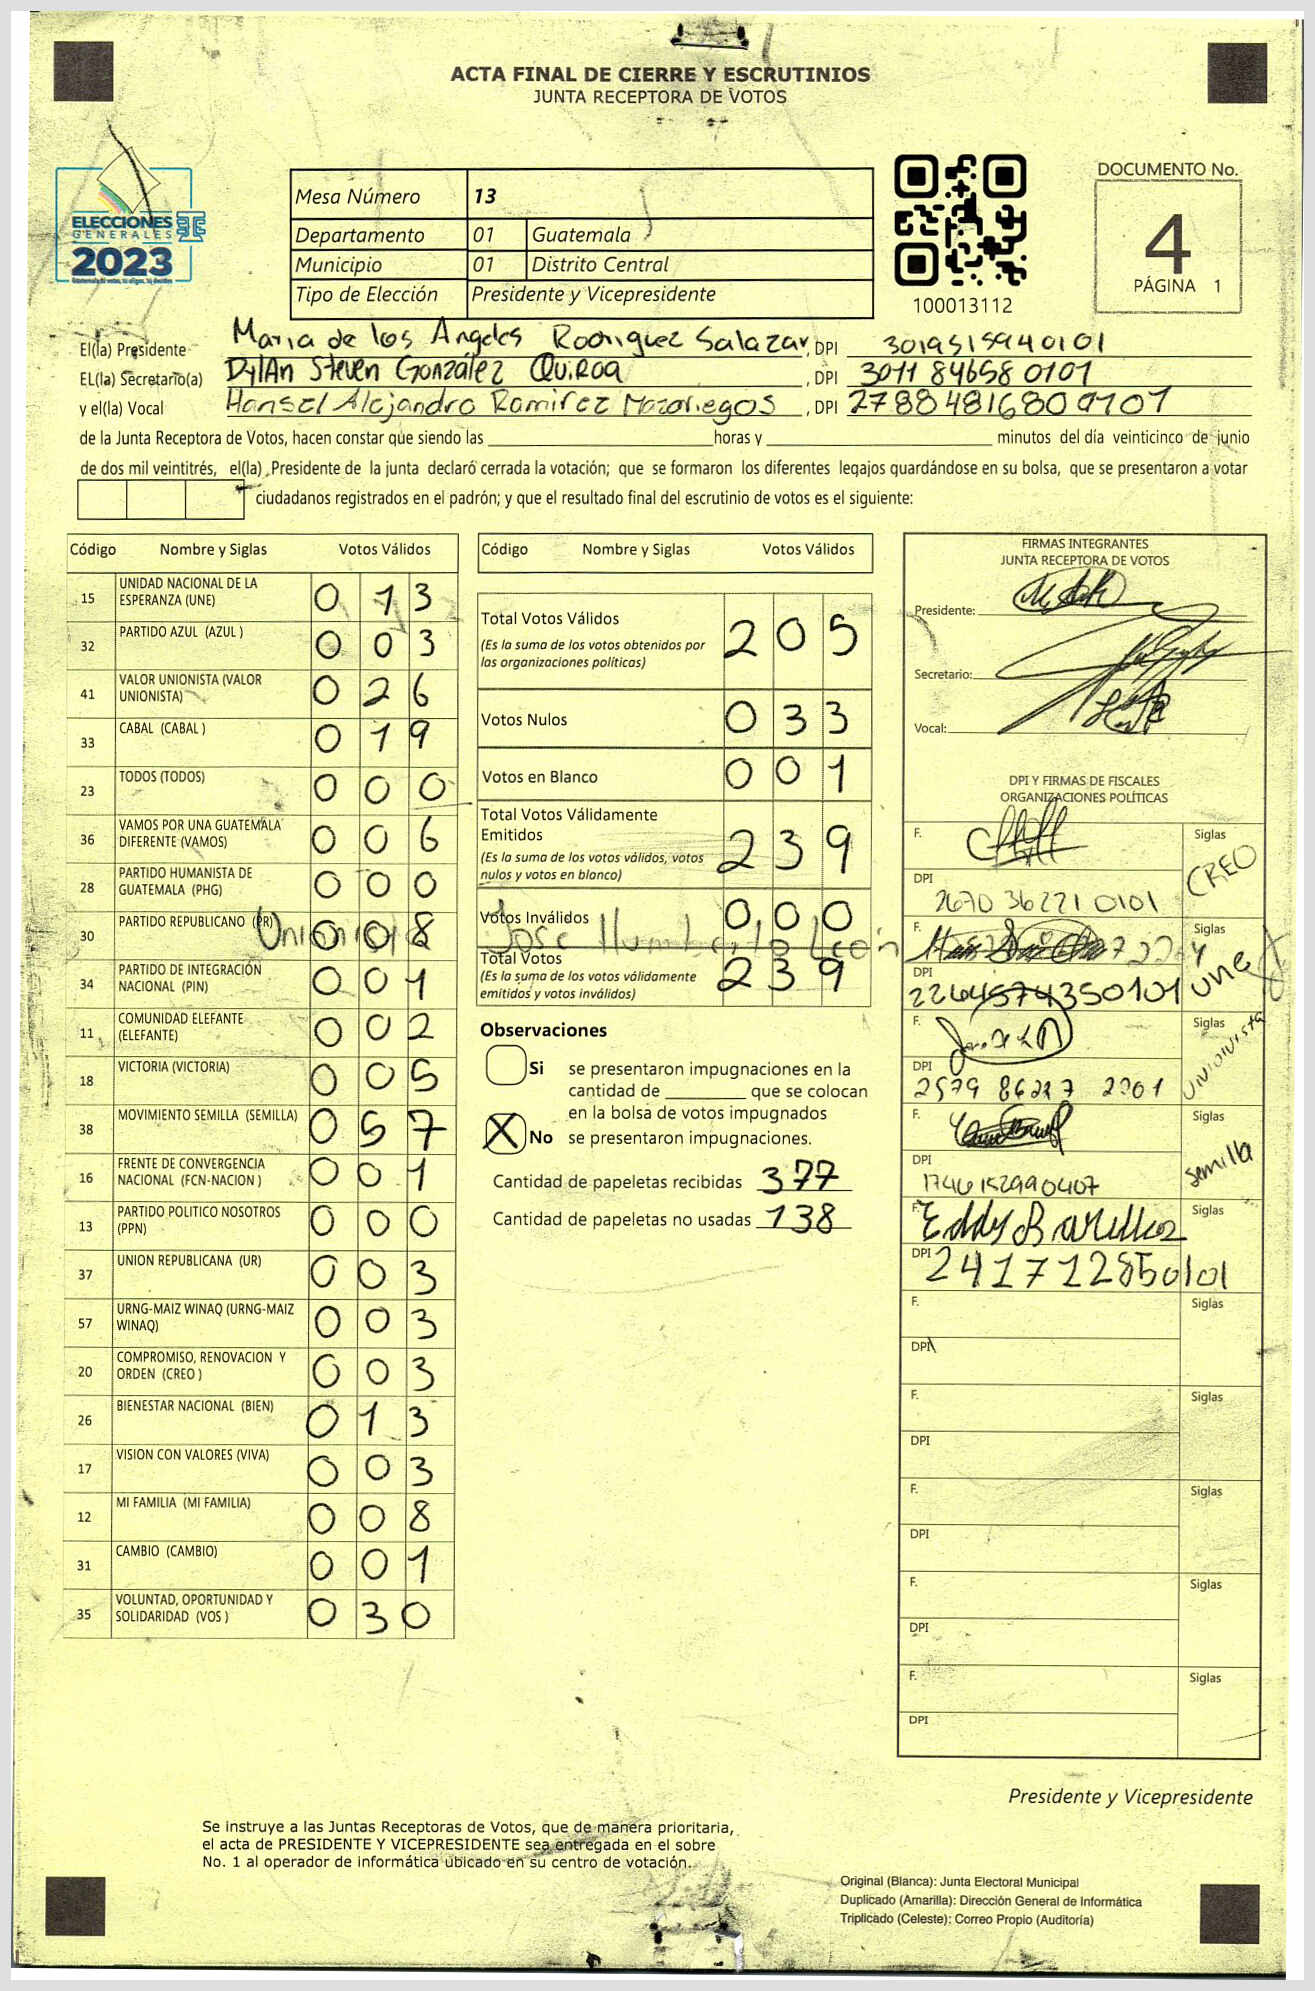 ACTA FINAL DE CIERRE Y ESCRUTINIOS
JUNTA RECEPTORA DE VOTOS
ELECCIONES
GENERALES
2023
Mesa Número 13
Departamento 01 Guatemala
Municipio 01 Distrito Central
Tipo de Elección Presidente y Vicepresidente
100013112
DOCUMENTO No.
4
PÁGINA 1
El(la) Presidente Maria de los Angeles Rodriguez Salazar, DPI 3019515940101
EL(la) Secretario(a) DylAn Steven González QuiRoa, DPI 3011 84658 0101
y el(la) Vocal Hansel Alejandro Ramirez Mazariegos, DPI 2788481680 0101
de la Junta Receptora de Votos, hacen constar que siendo las horas y minutos del día veinticinco de junio
de dos mil veintitrés, el(la) Presidente de la junta declaró cerrada la votación; que se formaron los diferentes legajos quardándose en su bolsa, que se presentaron a votar
ciudadanos registrados en el padrón; y que el resultado final del escrutinio de votos es el siguiente:
Código Nombre y Siglas Votos Válidos
15 UNIDAD NACIONAL DE LA ESPERANZA (UNE) 0 1 3
32 PARTIDO AZUL (AZUL ) 0 0 3
41 VALOR UNIONISTA (VALOR UNIONISTA) 0 2 6
33 CABAL (CABAL ) 0 1 9
23 TODOS (TODOS) 0 0 0
36 VAMOS POR UNA GUATEMALA DIFERENTE (VAMOS) 0 0 6
28 PARTIDO HUMANISTA DE GUATEMALA (PHG) 0 0 0
30 PARTIDO REPUBLICANO (PR) 0 0 8
34 PARTIDO DE INTEGRACIÓN NACIONAL (PIN) 0 0 1
11 COMUNIDAD ELEFANTE (ELEFANTE) 0 0 2
18 VICTORIA (VICTORIA) 0 0 5
38 MOVIMIENTO SEMILLA (SEMILLA) 0 5 7
16 FRENTE DE CONVERGENCIA NACIONAL (FCN-NACION ) 0 0 1
13 PARTIDO POLITICO NOSOTROS (PPN) 0 0 0
37 UNION REPUBLICANA (UR) 0 0 3
57 URNG-MAIZ WINAQ (URNG-MAIZ WINAQ) 0 0 3
20 COMPROMISO, RENOVACION Y ORDEN (CREO ) 0 0 3
26 BIENESTAR NACIONAL (BIEN) 0 1 3
17 VISION CON VALORES (VIVA) 0 0 3
12 MI FAMILIA (MI FAMILIA) 0 0 8
31 CAMBIO (CAMBIO) 0 0 1
35 VOLUNTAD, OPORTUNIDAD Y SOLIDARIDAD (VOS ) 0 3 0
Unionista Jose Humberto León
Código Nombre y Siglas Votos Válidos
Total Votos Válidos 2 0 5
(Es la suma de los votos obtenidos por
las organizaciones políticas)
Votos Nulos 0 3 3
Votos en Blanco 0 0 1
Total Votos Válidamente
Emitidos 2 3 9
(Es la suma de los votos válidos, votos
nulos y votos en blanco)
Votos Inválidos 0 0 0
Total Votos 2 3 9
(Es la suma de los votos válidamente
emitidos y votos inválidos)
Observaciones
Si se presentaron impugnaciones en la
cantidad de que se colocan
en la bolsa de votos impugnados
X No se presentaron impugnaciones.
Cantidad de papeletas recibidas 377
Cantidad de papeletas no usadas 138
FIRMAS INTEGRANTES
JUNTA RECEPTORA DE VOTOS
Presidente:
Secretario:
Vocal:
DPI Y FIRMAS DE FISCALES
ORGANIZACIONES POLÍTICAS
F. Siglas CREO
DPI 2670 36221 0101
F. Siglas une
DPI 2264574350101
F. Siglas unionista
DPI 2579 86227 2201
F. Siglas semilla
DPI 1746152990407
F. Eddy Siglas
DPI 2417128501 01
F. Siglas
DPI
F. Siglas
DPI
F. Siglas
DPI
F. Siglas
DPI
F. Siglas
DPI
Presidente y Vicepresidente
Se instruye a las Juntas Receptoras de Votos, que de manera prioritaria,
el acta de PRESIDENTE Y VICEPRESIDENTE sea entregada en el sobre
No. 1 al operador de informática ubicado en su centro de votación.
Original (Blanca): Junta Electoral Municipal
Duplicado (Amarilla): Dirección General de Informática
Triplicado (Celeste): Correo Propio (Auditoría)